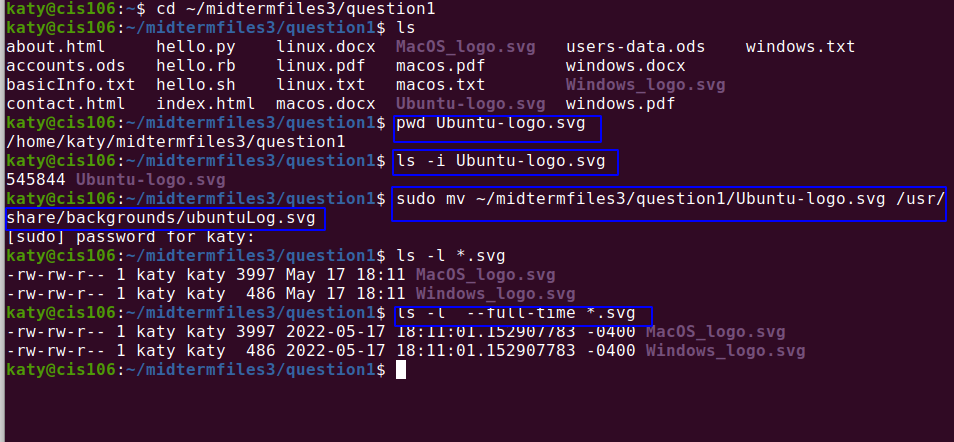 katy@cis106:~$ cd ~/midtermfiles3/question1
katy@cis106:~/midtermfiles3/question1$ ls
about.html hello.py linux.docx MacOS_logo.svg users-data.ods windows.txt
accounts.ods hello.rb linux.pdf macos.pdf windows.docx
basicInfo.txt hello.sh linux.txt macos.txt Windows_logo.svg
contact.html index.html macos.docx Ubuntu-logo.svg windows.pdf
katy@cis106:~/midtermfiles3/question1$ pwd Ubuntu-logo.svg
/home/katy/midtermfiles3/question1
katy@cis106:~/midtermfiles3/question1$ ls -i Ubuntu-logo.svg
545844 Ubuntu-logo.svg
katy@cis106:~/midtermfiles3/question1$ sudo mv ~/midtermfiles3/question1/Ubuntu-logo.svg /usr/
share/backgrounds/ubuntuLog.svg
[sudo] password for katy:
katy@cis106:~/midtermfiles3/question1$ ls -l *.svg
-rw-rw-r-- 1 katy katy 3997 May 17 18:11 MacOS_logo.svg
-rw-rw-r-- 1 katy katy  486 May 17 18:11 Windows_logo.svg
katy@cis106:~/midtermfiles3/question1$ ls -l  --full-time *.svg
-rw-rw-r-- 1 katy katy 3997 2022-05-17 18:11:01.152907783 -0400 MacOS_logo.svg
-rw-rw-r-- 1 katy katy  486 2022-05-17 18:11:01.152907783 -0400 Windows_logo.svg
katy@cis106:~/midtermfiles3/question1$